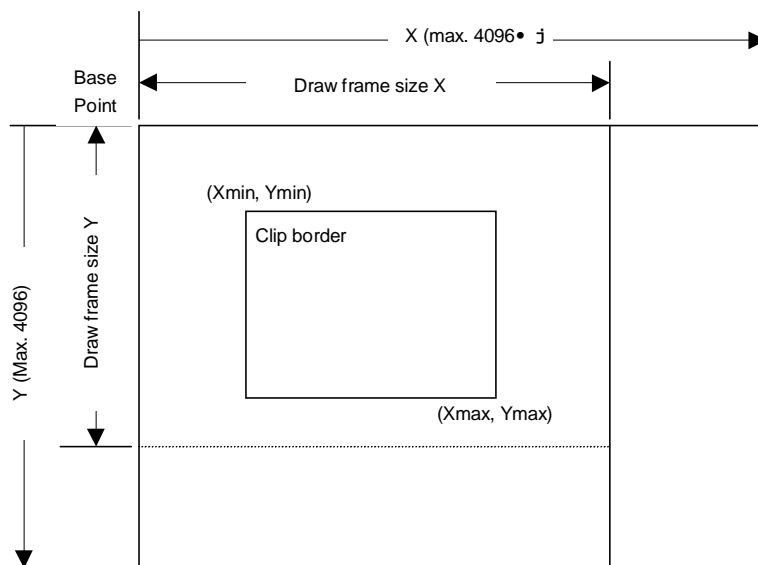 X (max. 4096• j
Base
Point
Draw frame size X
(Xmin, Ymin)
Clip border
Draw frame size Y
Y (Max. 4096)
(Xmax, Ymax)